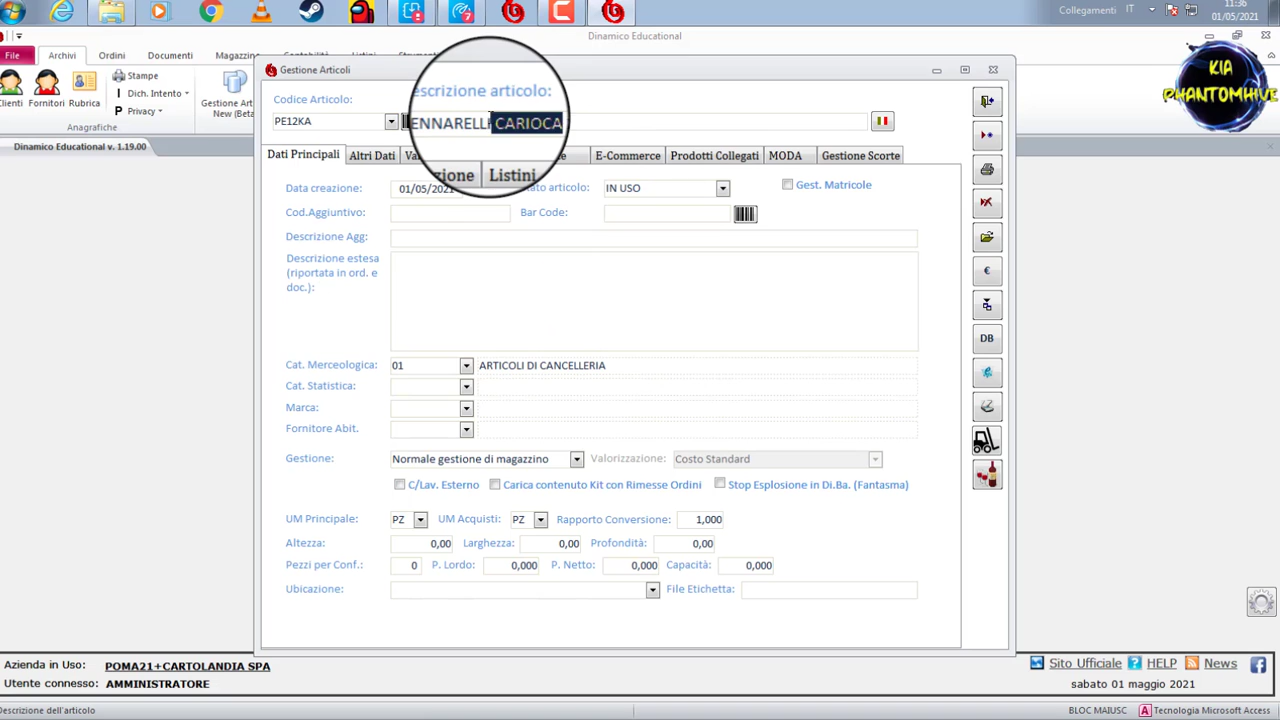 11:36
Collegamenti IT 01/05/2021
Dinamico Educational
File Archivi Ordini Documenti Listini
KIA
PHANTOMHIVE
Stampe
Dich. Intento
Privacy
Fornitori Rubrica
Gestione
New (Beta
Anagrafiche
Dinamico Educational v. 1.19.00
Gestione Articoli
Codice Articolo:
escrizione articolo:
PE12KA
ENNARELLI CARIOCA
zione Listini
Dati Principali Altri Dati E-Commerce Prodotti Collegati MODA Gestione Scorte
Data creazione: 01/05/2021 articolo: IN USO Gest. Matricole
Cod.Aggiuntivo: Bar Code:
Descrizione Agg:
Descrizione estesa
(riportata in ord. e
doc.):
€
DB
Cat. Merceologica: 01 ARTICOLI DI CANCELLERIA
Cat. Statistica:
Marca:
Fornitore Abit.
Gestione: Normale gestione di magazzino Valorizzazione: Costo Standard
C/Lav. Esterno Carica contenuto Kit con Rimesse Ordini Stop Esplosione in Di.Ba. (Fantasma)
UM Principale: PZ UM Acquisti: PZ Rapporto Conversione: 1,000
Altezza: 0,00 Larghezza: 0,00 Profondità: 0,00
Pezzi per Conf.: 0 P. Lordo: 0,000 P. Netto: 0,000 Capacità: 0,000
Ubicazione: File Etichetta:
Azienda in Uso: POMA21+CARTOLANDIA SPA
Sito Ufficiale HELP News
Utente connesso: AMMINISTRATORE
sabato 01 maggio 2021
Descrizione dell'articolo BLOC MAIUSC Tecnologia Microsoft Access